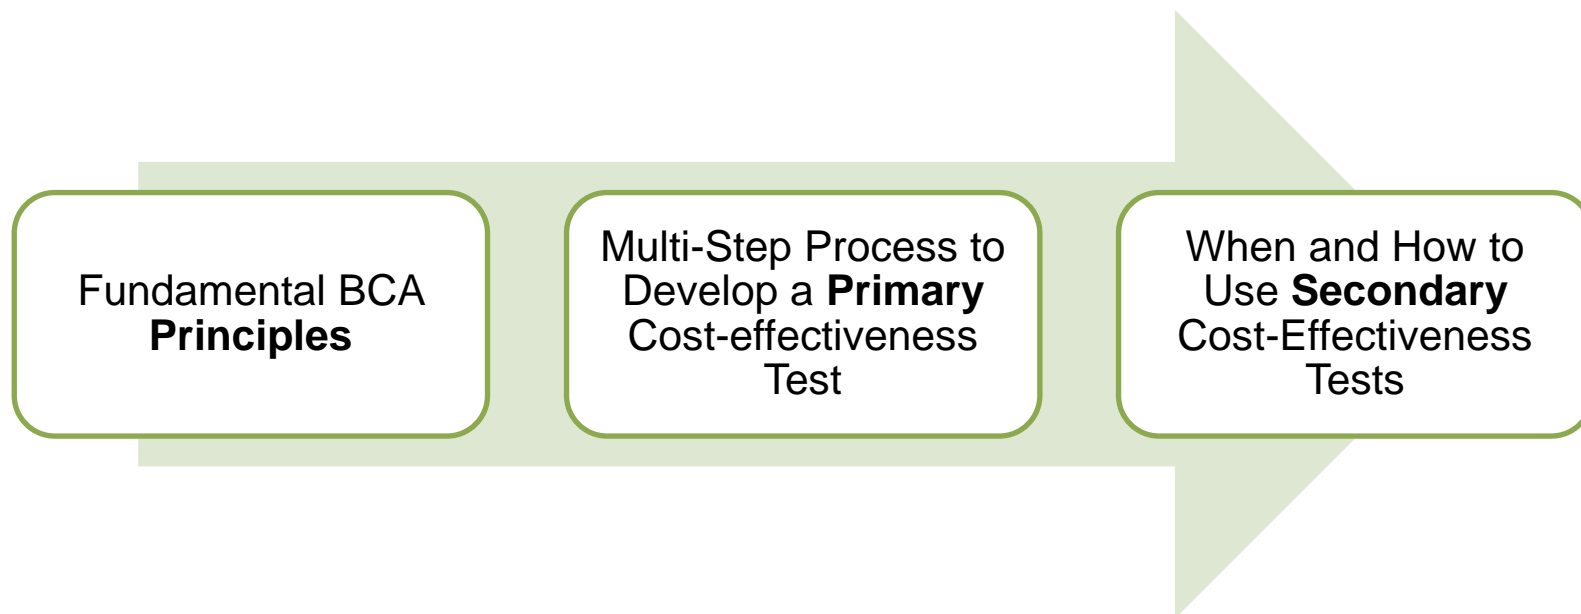 Fundamental BCA
Principles
Multi-Step Process to
Develop a Primary
Cost-effectiveness
Test
When and How to
Use Secondary
Cost-Effectiveness
Tests